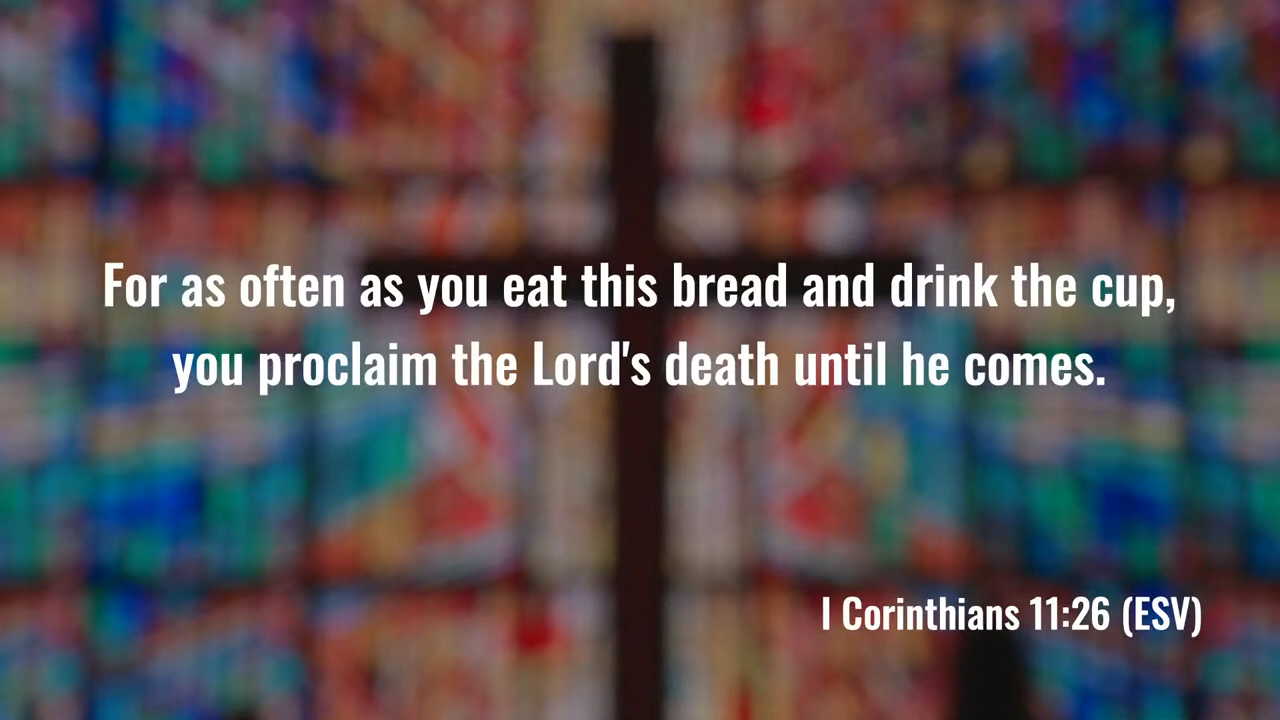 For as often as you eat this bread and drink the cup,
you proclaim the Lord's death until he comes.
I Corinthians 11:26 (ESV)